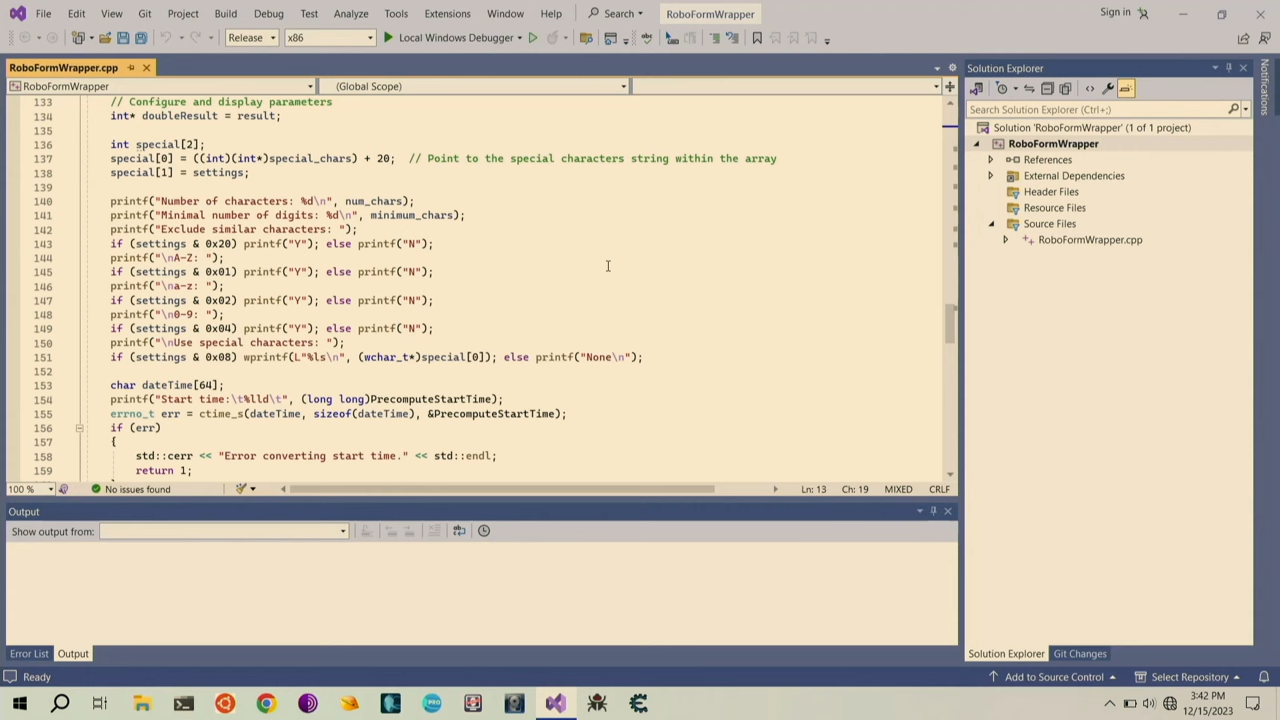 File Edit View Git Project Build Debug Test Analyze Tools Extensions Window Help Search RoboFormWrapper Sign in
Release x86 Local Windows Debugger
RoboFormWrapper.cpp
RoboFormWrapper (Global Scope)
133 // Configure and display parameters
134 int* doubleResult = result;
135
136 int special[2];
137 special[0] = ((int)(int*)special_chars) + 20; // Point to the special characters string within the array
138 special[1] = settings;
139
140 printf("Number of characters: %d\n", num_chars);
141 printf("Minimal number of digits: %d\n", minimum_chars);
142 printf("Exclude similar characters: ");
143 if (settings & 0x20) printf("Y"); else printf("N");
144 printf("\nA-Z: ");
145 if (settings & 0x01) printf("Y"); else printf("N");
146 printf("\na-z: ");
147 if (settings & 0x02) printf("Y"); else printf("N");
148 printf("\n0-9: ");
149 if (settings & 0x04) printf("Y"); else printf("N");
150 printf("\nUse special characters: ");
151 if (settings & 0x08) wprintf(L"%ls\n", (wchar_t*)special[0]); else printf("None\n");
152
153 char dateTime[64];
154 printf("Start time:\t%lld\t", (long long)PrecomputeStartTime);
155 errno_t err = ctime_s(dateTime, sizeof(dateTime), &PrecomputeStartTime);
156 if (err)
157 {
158 std::cerr << "Error converting start time." << std::endl;
159 return 1;
100 % No issues found Ln: 13 Ch: 19 MIXED CRLF
Output
Show output from:
Error List Output
Solution Explorer
Search Solution Explorer (Ctrl+;)
Solution 'RoboFormWrapper' (1 of 1 project)
RoboFormWrapper
References
External Dependencies
Header Files
Resource Files
Source Files
RoboFormWrapper.cpp
Solution Explorer Git Changes
Notifications
Ready Add to Source Control Select Repository
PRO
3:42 PM
12/15/2023